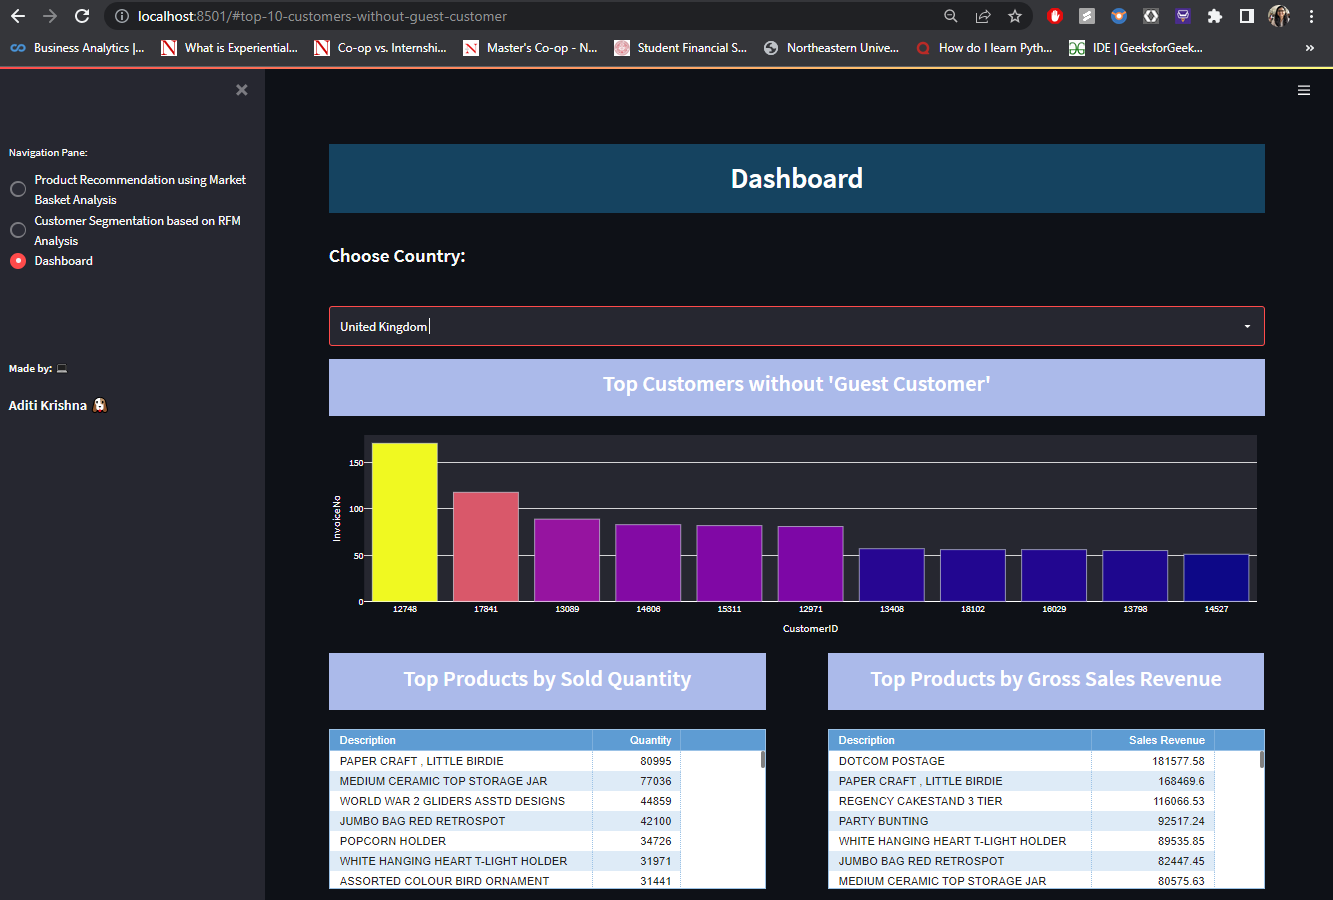 localhost:8501/#top-10-customers-without-guest-customer
Business Analytics |... What is Experiential... Co-op vs. Internshi... Master's Co-op - N... Student Financial S... Northeastern Unive... How do I learn Pyth... IDE | GeeksforGeek... »
Navigation Pane:
Product Recommendation using Market
Basket Analysis
Customer Segmentation based on RFM
Analysis
Dashboard
Made by:
Aditi Krishna
Dashboard
Choose Country:
United Kingdom
Top Customers without 'Guest Customer'
InvoiceNo
150
100
50
0
12748 17841 13089 14606 15311 12971 13408 18102 16029 13798 14527
CustomerID
Top Products by Sold Quantity
Description Quantity
PAPER CRAFT , LITTLE BIRDIE 80995
MEDIUM CERAMIC TOP STORAGE JAR 77036
WORLD WAR 2 GLIDERS ASSTD DESIGNS 44859
JUMBO BAG RED RETROSPOT 42100
POPCORN HOLDER 34726
WHITE HANGING HEART T-LIGHT HOLDER 31971
ASSORTED COLOUR BIRD ORNAMENT 31441
Top Products by Gross Sales Revenue
Description Sales Revenue
DOTCOM POSTAGE 181577.58
PAPER CRAFT , LITTLE BIRDIE 168469.6
REGENCY CAKESTAND 3 TIER 116066.53
PARTY BUNTING 92517.24
WHITE HANGING HEART T-LIGHT HOLDER 89535.85
JUMBO BAG RED RETROSPOT 82447.45
MEDIUM CERAMIC TOP STORAGE JAR 80575.63